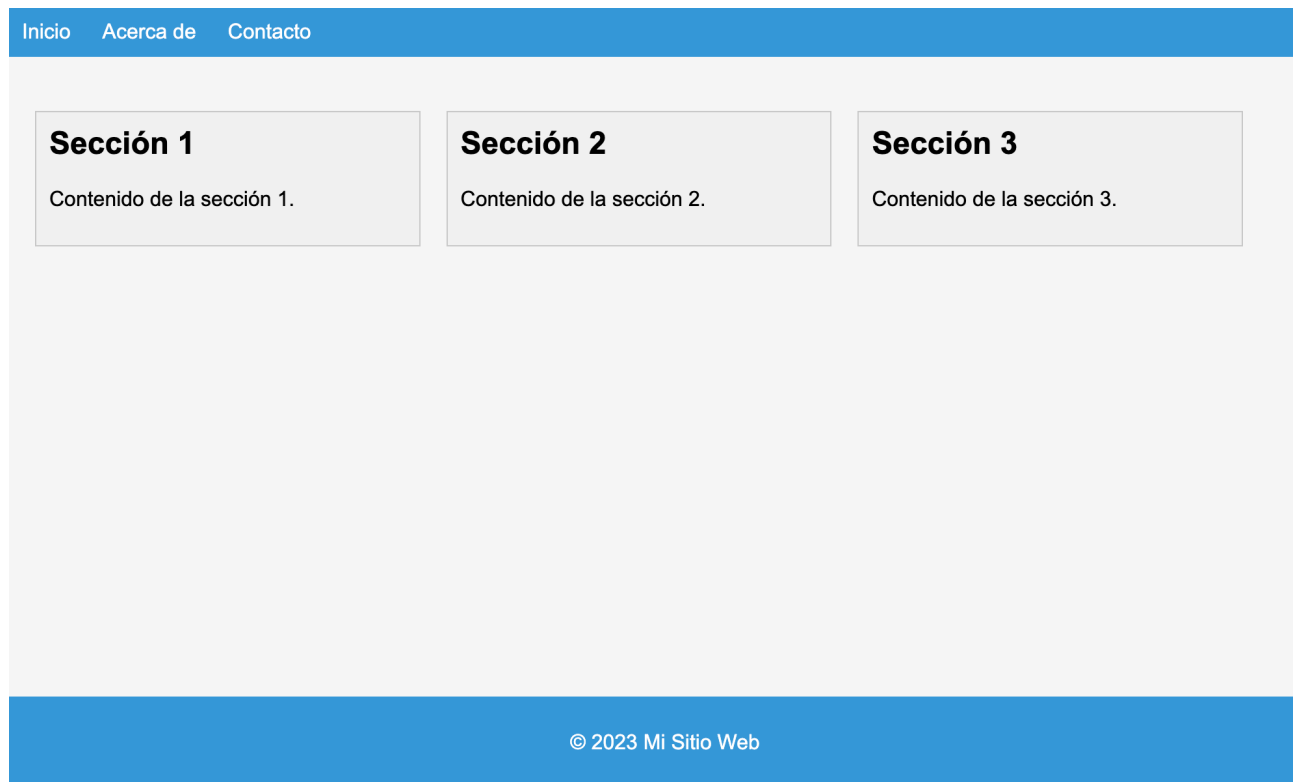 Inicio Acerca de Contacto
Sección 1
Contenido de la sección 1.
Sección 2
Contenido de la sección 2.
Sección 3
Contenido de la sección 3.
© 2023 Mi Sitio Web